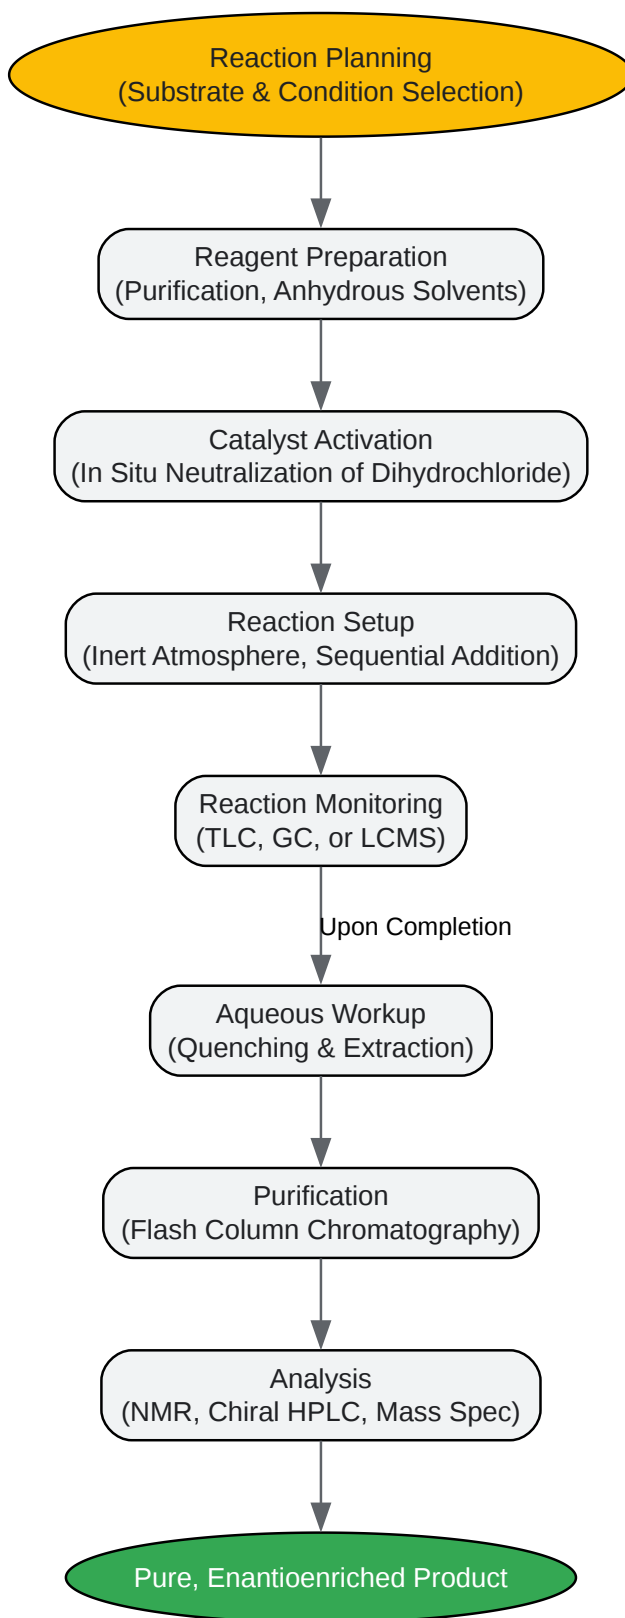 Reaction Planning
(Substrate & Condition Selection)
Reagent Preparation
(Purification, Anhydrous Solvents)
Catalyst Activation
(In Situ Neutralization of Dihydrochloride)
Reaction Setup
(Inert Atmosphere, Sequential Addition)
Reaction Monitoring
(TLC, GC, or LCMS)
Upon Completion
Aqueous Workup
(Quenching & Extraction)
Purification
(Flash Column Chromatography)
Analysis
(NMR, Chiral HPLC, Mass Spec)
Pure, Enantioenriched Product